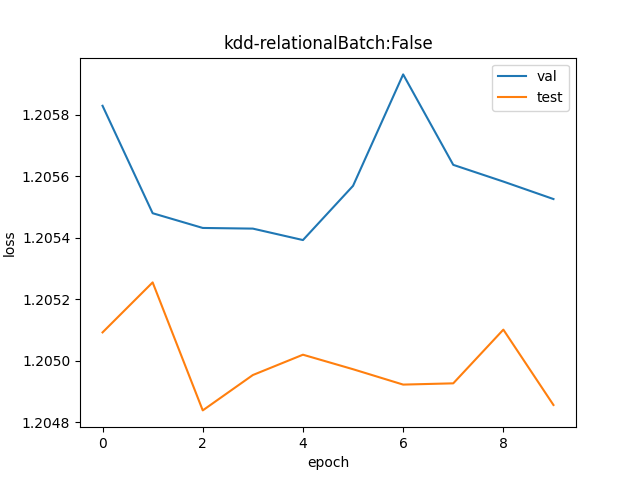 kdd-relationalBatch:False
val
test
1.2058
1.2056
1.2054
1.2052
1.2050
1.2048
loss
0 2 4 6 8
epoch